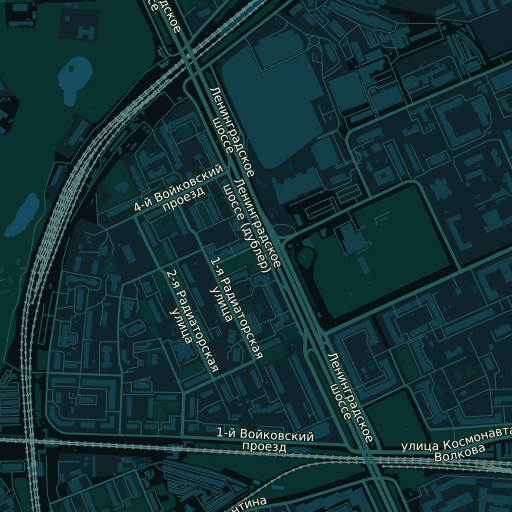 Ленинградское
шоссе
4-й Войковский
проезд
Ленинградское
шоссе (дублёр)
1-я Радиаторская
улица
2-я Радиаторская
улица
Ленинградское
шоссе
1-й Войковский
проезд
улица Космонавта
Волкова